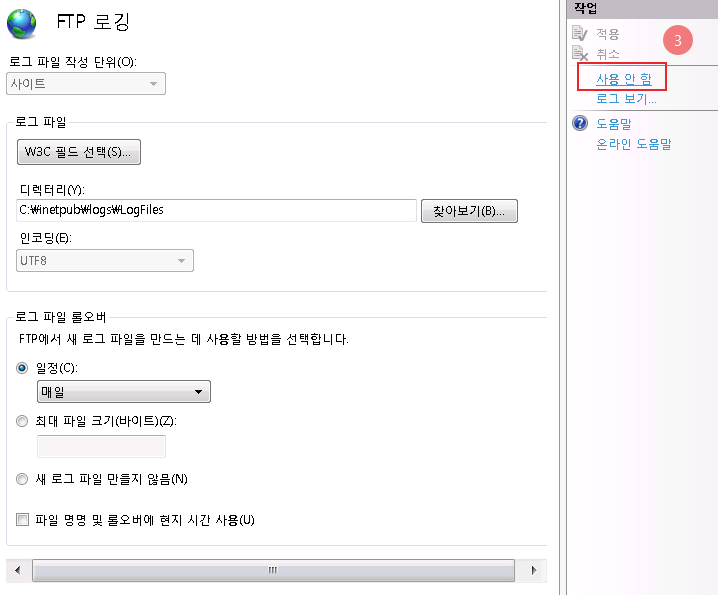 FTP 로깅
로그 파일 작성 단위(O):
사이트
로그 파일
W3C 필드 선택(S)...
디렉터리(Y):
C:₩inetpub₩logs₩LogFiles
찾아보기(B)...
인코딩(E):
UTF8
로그 파일 롤오버
FTP에서 새 로그 파일을 만드는 데 사용할 방법을 선택합니다.
일정(C):
매일
최대 파일 크기(바이트)(Z):
새 로그 파일 만들지 않음(N)
파일 명명 및 롤오버에 현지 시간 사용(U)
작업
적용
3
취소
사용 안 함
로그 보기...
도움말
온라인 도움말